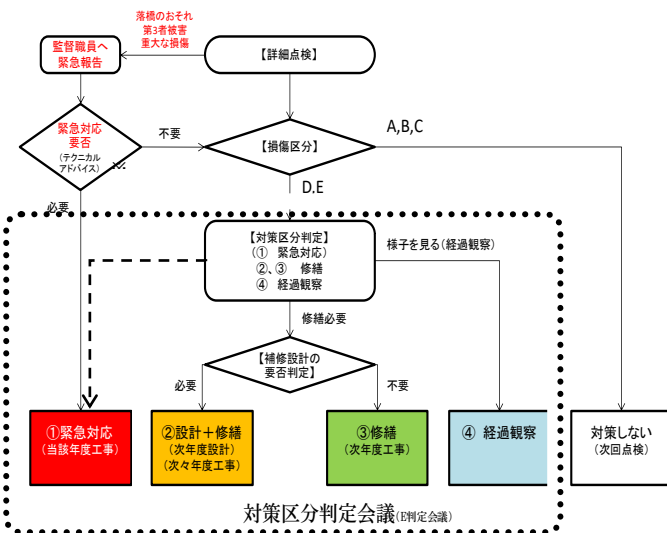 落橋のおそれ
第3者被害
重大な損傷
監督職員へ
緊急報告
【詳細点検】
緊急対応
要否
(テクニカル
アドバイス)
不要
【損傷区分】
A,B,C
D.E
必要
【対策区分判定】
(① 緊急対応)
②、③ 修繕
④ 経過観察
様子を見る(経過観察)
修繕必要
【補修設計の
要否判定】
必要
不要
①緊急対応
(当該年度工事)
②設計＋修繕
(次年度設計)
(次々年度工事)
③修繕
(次年度工事)
④ 経過観察
対策しない
(次回点検)
対策区分判定会議(E判定会議)